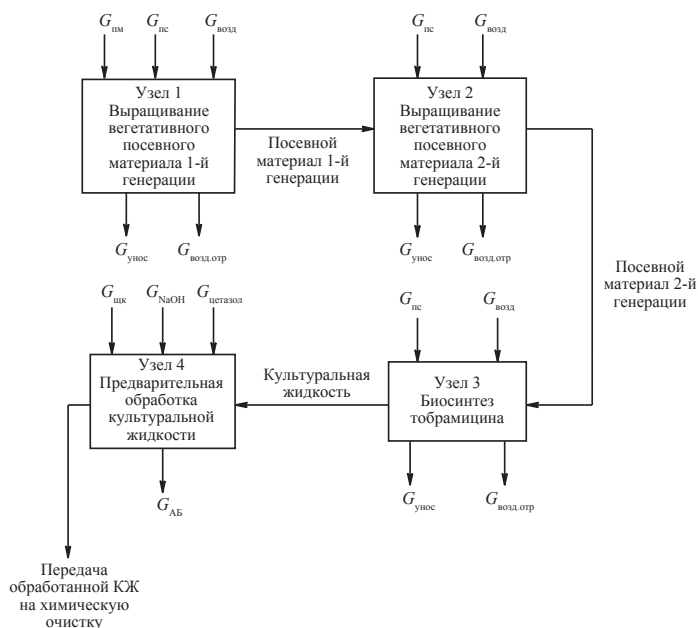 Gпм Gпс Gвозд
Узел 1
Выращивание
вегетативного
посевного
материала 1-й
генерации
Gунос Gвозд.отр
Посевной
материал 1-й
генерации
Gпс Gвозд
Узел 2
Выращивание
вегетативного
посевного
материала 2-й
генерации
Gунос Gвозд.отр
Посевной
материал 2-й
генерации
Gпс Gвозд
Узел 3
Биосинтез
тобрамицина
Gунос Gвозд.отр
Культуральная
жидкость
Gщк GNaOH Gцетазол
Узел 4
Предварительная
обработка
культуральной
жидкости
GАБ
Передача
обработанной КЖ
на химическую
очистку